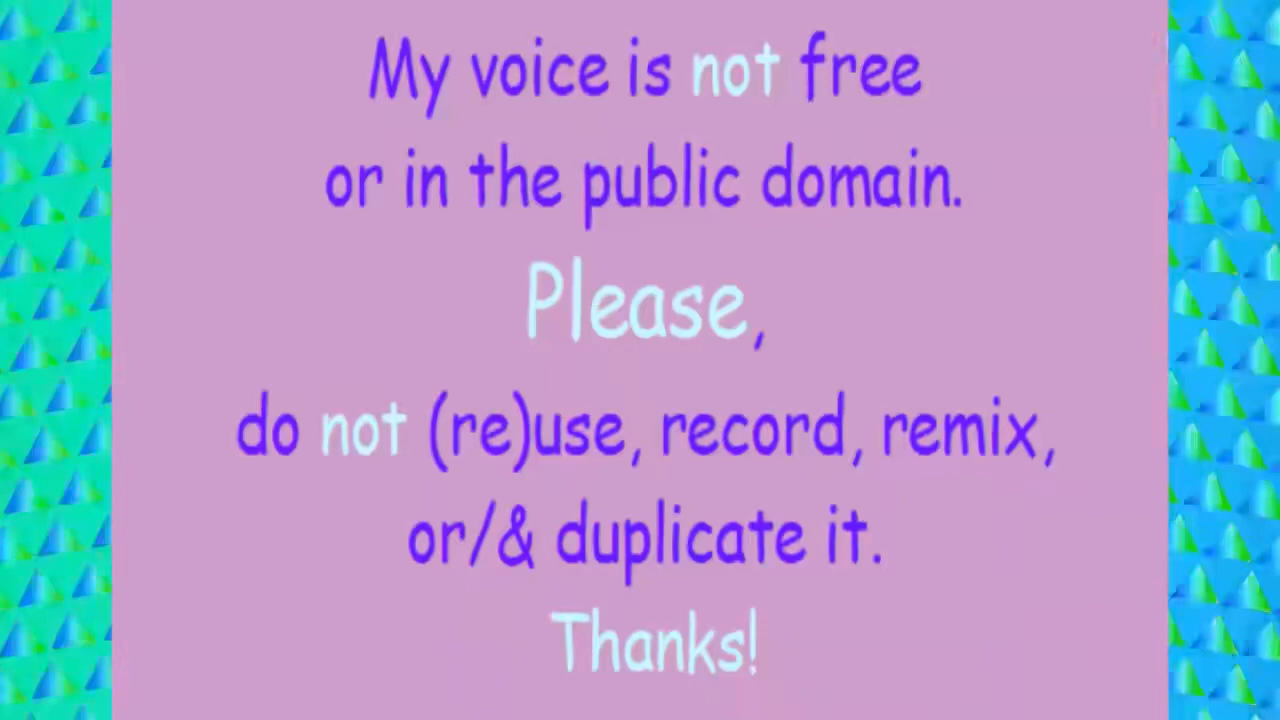 My voice is not free
or in the public domain.
Please,
do not (re)use, record, remix,
or/& duplicate it.
Thanks!